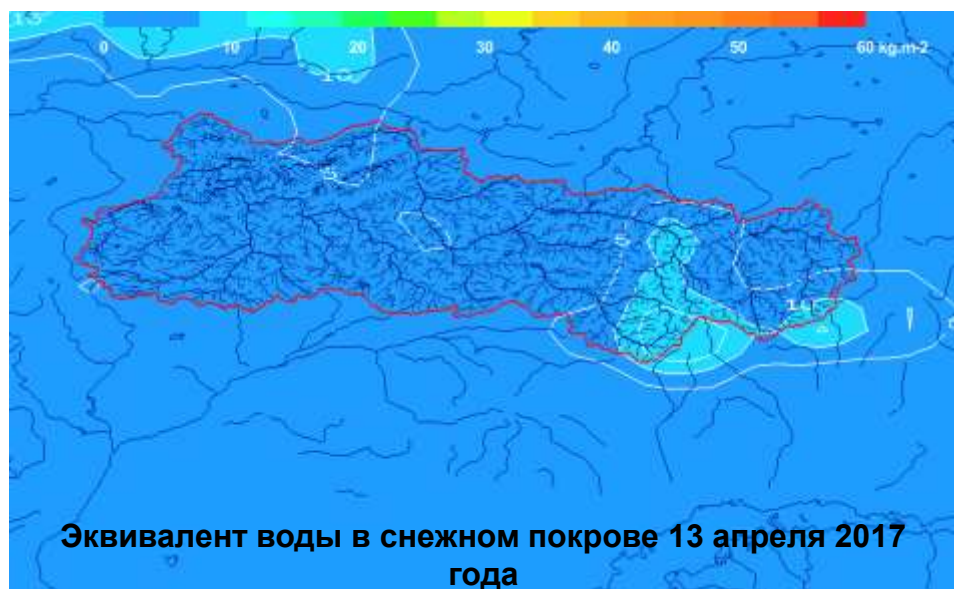 0 10 20 30 40 50 60 kg.m-2
Эквивалент воды в снежном покрове 13 апреля 2017
года